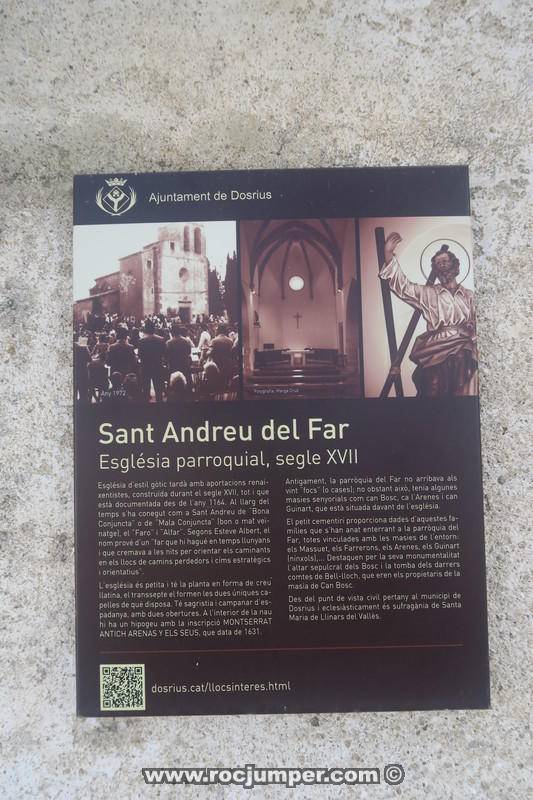 Ajuntament de Dosrius
Any 1972
Fotografia: Marga Cruz
Sant Andreu del Far
Església parroquial, segle XVII
Església d'estil gòtic tardà amb aportacions renai-
xentistes, construïda durant el segle XVII, tot i que
està documentada des de l'any 1164. Al llarg del
temps s'ha conegut com a Sant Andreu de "Bona
Conjuncta" o de "Mala Conjuncta" (bon o mat veï-
natge), el "Faro" i "Alfar". Segons Esteve Albert, el
nom prové d'un "far que hi hagué en temps llunyans
i que cremava a les nits per orientar els caminants
en els llocs de camins perdedors i cims estratègics
i orientatius".
L'església és petita i té la planta en forma de creu
llatina, el transsepte el formen les dues úniques ca-
pelles de què disposa. Té sagristia i campanar d'es-
padanya, amb dues obertures. A l'interior de la nau
hi ha un hipogeu amb la inscripció MONTSERRAT
ANTICH ARENAS Y ELS SEUS, que data de 1631.
Antigament, la parròquia del Far no arribava als
vint "focs" (o cases); no obstant això, tenia algunes
masies senyorials com can Bosc, ca l'Arenes i can
Guinart, que està situada davant de l'església.
El petit cementiri proporciona dades d'aquestes fa-
mílies que s'han anat enterrant a la parròquia del
Far, totes vinculades amb les masies de l'entorn:
els Massuet, els Farrerons, els Arenes, els Guinart
(nínxols),... Destaquen per la seva monumentalitat
l'altar sepulcral dels Bosc i la tomba dels darrers
comtes de Bell-lloch, que eren els propietaris de la
masia de Can Bosc.
Des del punt de vista civil pertany al municipi de
Dosrius i eclesiàsticament és sufragània de Santa
Maria de Llinars del Vallès.
dosrius.cat/llocsinteres.html
www.rocjumper.com ©